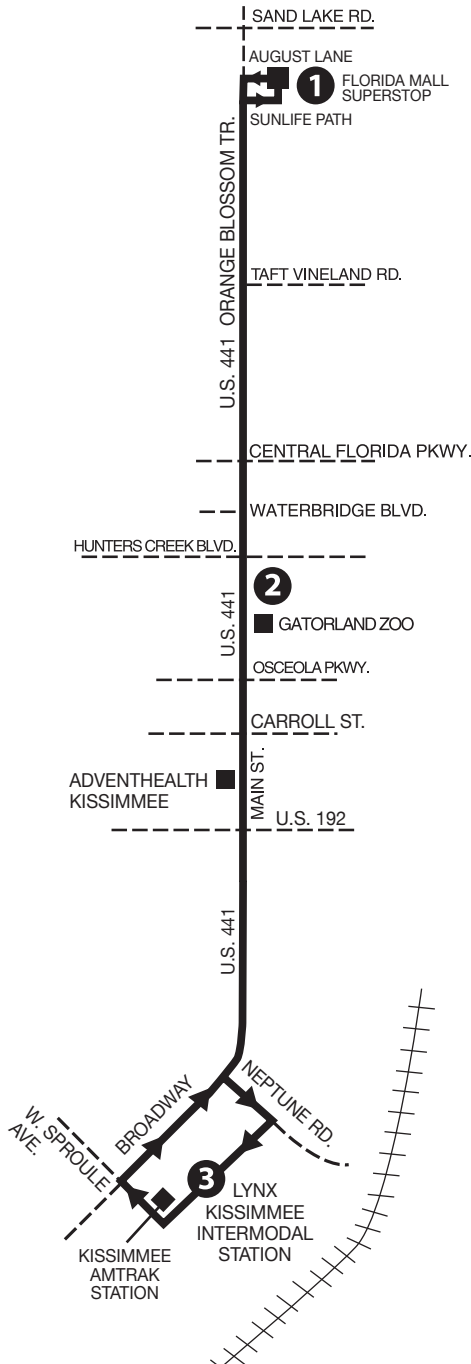 SAND LAKE RD.
AUGUST LANE
1
FLORIDA MALL
SUPERSTOP
SUNLIFE PATH
U.S. 441 ORANGE BLOSSOM TR.
TAFT VINELAND RD.
CENTRAL FLORIDA PKWY.
WATERBRIDGE BLVD.
HUNTERS CREEK BLVD.
2
U.S. 441
GATORLAND ZOO
OSCEOLA PKWY.
CARROLL ST.
MAIN ST.
ADVENTHEALTH
KISSIMMEE
U.S. 192
U.S. 441
BROADWAY
NEPTUNE RD.
W. SPROULE
AVE.
3
LYNX
KISSIMMEE
INTERMODAL
STATION
KISSIMMEE
AMTRAK
STATION